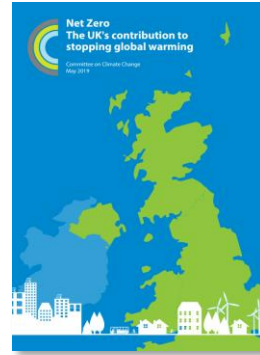 Net Zero
The UK's contribution to
stopping global warming
Committee on Climate Change
May 2019